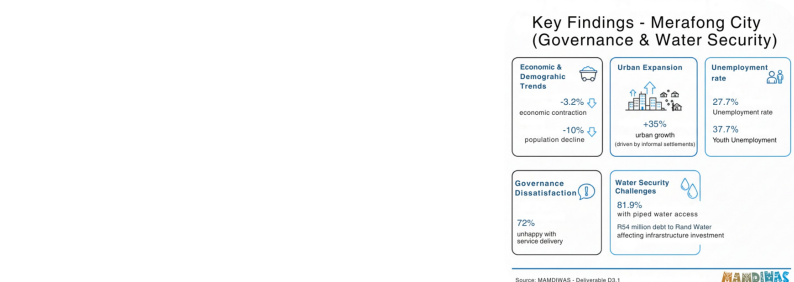 Key Findings - Merafong City
(Governance & Water Security)
Economic &
Demograhic
Trends
-3.2%
economic contraction
-10%
population decline
Urban Expansion
+35%
urban growth
(driven by informal settlements)
Unemployment
rate
27.7%
Unemployment rate
37.7%
Youth Unemployment
Governance
Dissatisfaction
72%
unhappy with
service delivery
Water Security
Challenges
81.9%
with piped water access
R54 million debt to Rand Water
affecting infrarstructure investment
Source: MAMDIWAS - Deliverable D3.1
MAMDIWAS